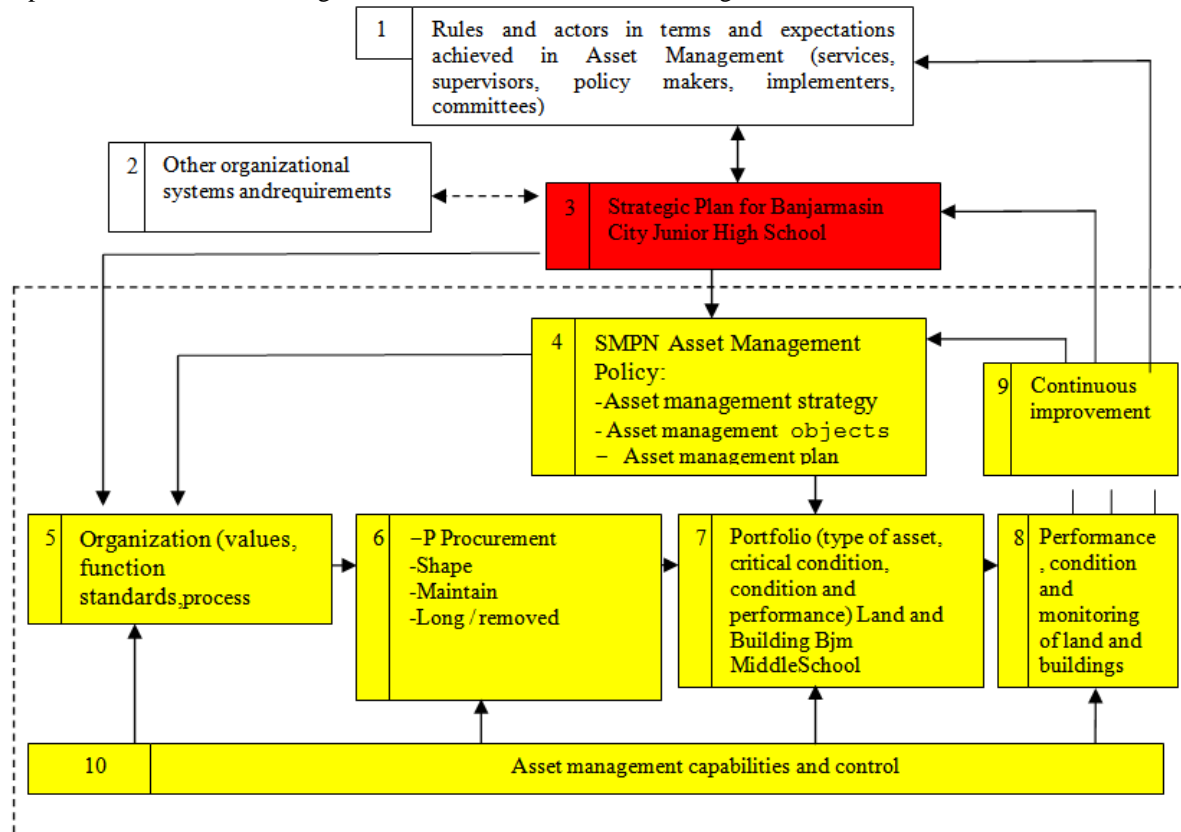 1
Rules and actors in terms and expectations
achieved in Asset Management (services,
supervisors, policy makers, implementers,
committees)
2
Other organizational
systems andrequirements
3
Strategic Plan for Banjarmasin
City Junior High School
4
SMPN Asset Management
Policy:
-Asset management strategy
- Asset management objects
– Asset management plan
9
Continuous
improvement
5
Organization (values,
function
standards,process
6
–P Procurement
-Shape
-Maintain
-Long / removed
7
Portfolio (type of asset,
critical condition,
condition and
performance) Land and
Building Bjm
MiddleSchool
8
Performance
, condition
and
monitoring
of land and
buildings
10
Asset management capabilities and control